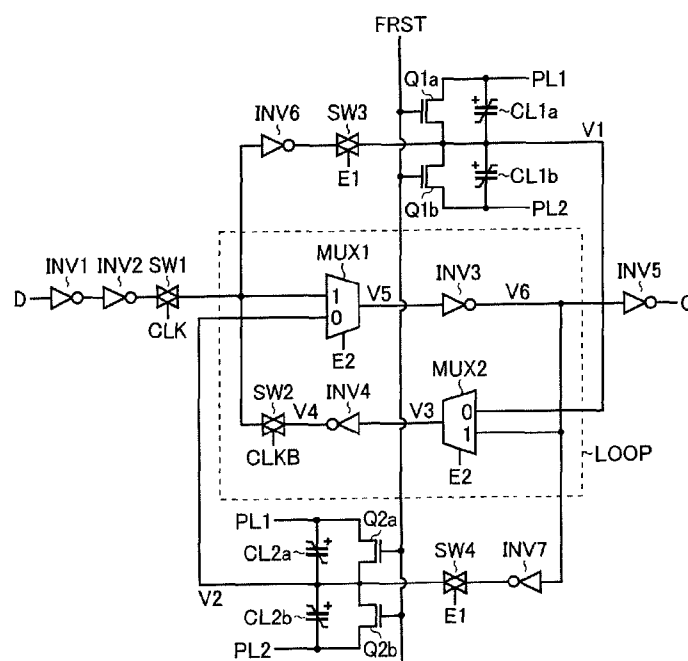 FRST
Q1a
PL1
INV6
SW3
CL1a
V1
E1
CL1b
Q1b
PL2
MUX1
INV1
INV2
SW1
INV3
INV5
D
1
V5
V6
0
CLK
E2
MUX2
SW2
INV4
V4
V3
0
1
CLKB
E2
LOOP
PL1
Q2a
CL2a
SW4
INV7
V2
CL2b
E1
PL2
Q2b